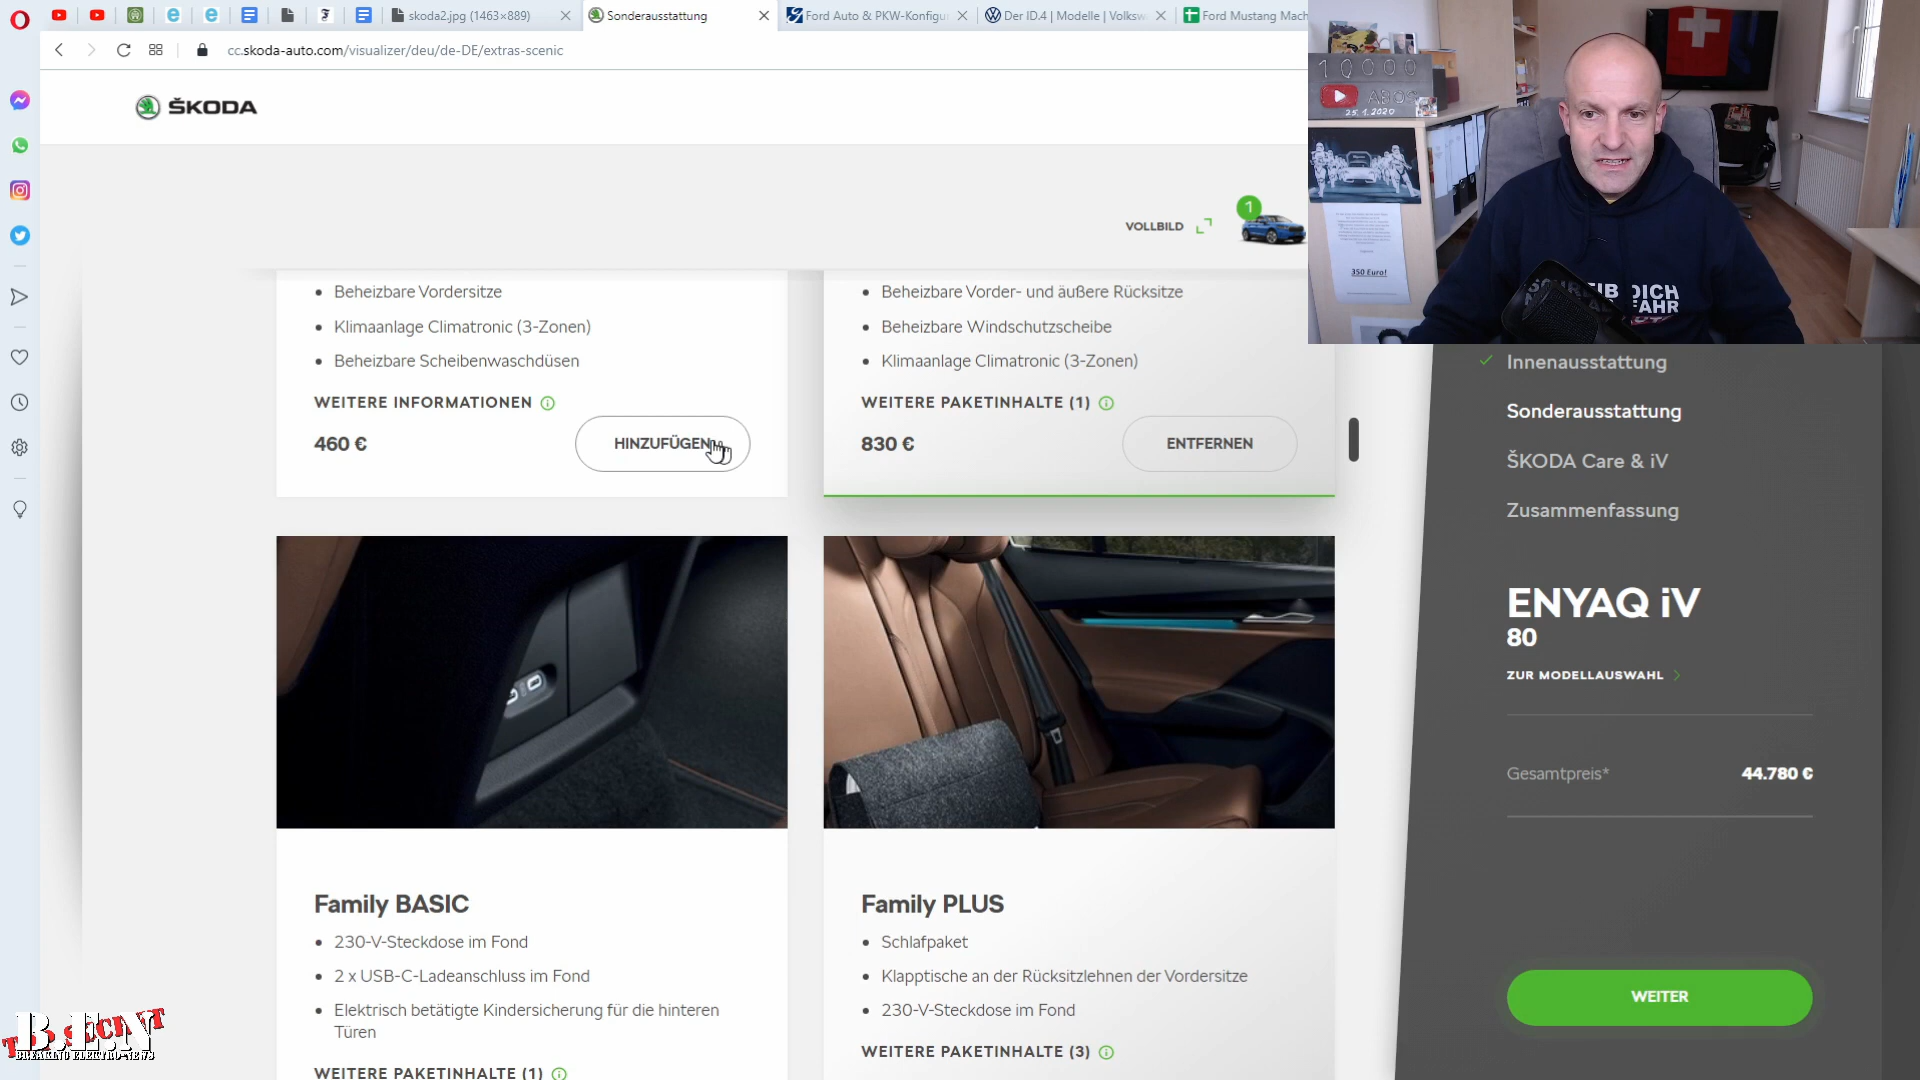 skoda2.jpg (1463×889)
Sonderausstattung
Ford Auto & PKW-Konfigu
Der ID.4 | Modelle | Volksw
Ford Mustang Mach
cc.skoda-auto.com/visualizer/deu/de-DE/extras-scenic
ŠKODA
VOLLBILD
1
10000
ABOS
25.1.2020
350 Euro!
Beheizbare Vordersitze
Klimaanlage Climatronic (3-Zonen)
Beheizbare Scheibenwaschdüsen
WEITERE INFORMATIONEN
460 €
HINZUFÜGEN
Beheizbare Vorder- und äußere Rücksitze
Beheizbare Windschutzscheibe
Klimaanlage Climatronic (3-Zonen)
WEITERE PAKETINHALTE (1)
830 €
ENTFERNEN
Family BASIC
230-V-Steckdose im Fond
2 x USB-C-Ladeanschluss im Fond
Elektrisch betätigte Kindersicherung für die hinteren
Türen
WEITERE PAKETINHALTE (1)
Family PLUS
Schlafpaket
Klapptische an der Rücksitzlehnen der Vordersitze
230-V-Steckdose im Fond
WEITERE PAKETINHALTE (3)
Innenausstattung
Sonderausstattung
ŠKODA Care & iV
Zusammenfassung
ENYAQ iV
80
ZUR MODELLAUSWAHL
Gesamtpreis*
44.780 €
WEITER
B.E.N
BREAKING ELEKTRO-NEWS